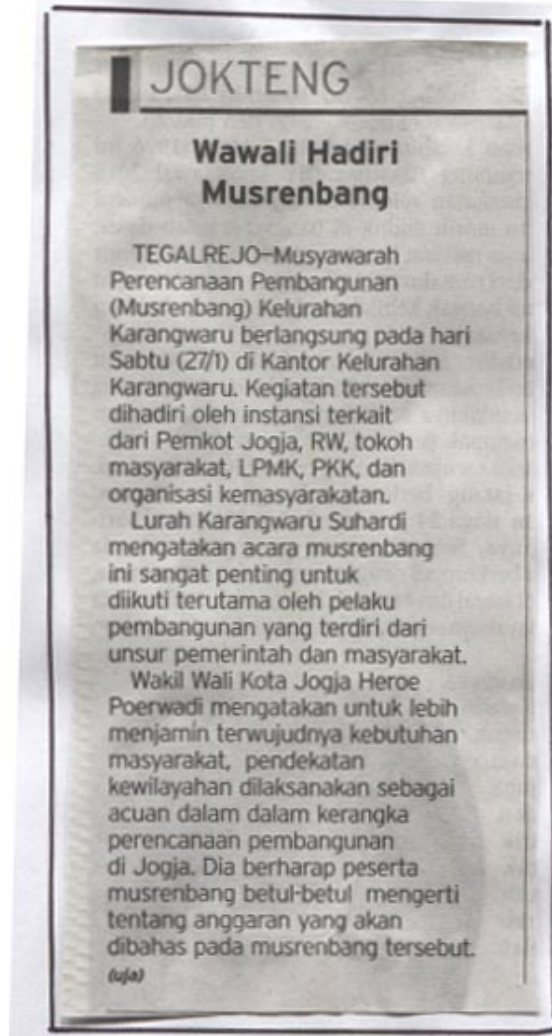 JOKTENG
Wawali Hadiri
Musrenbang
TEGALREJO–Musyawarah
Perencanaan Pembangunan
(Musrenbang) Kelurahan
Karangwaru berlangsung pada hari
Sabtu (27/1) di Kantor Kelurahan
Karangwaru. Kegiatan tersebut
dihadiri oleh instansi terkait
dari Pemkot Jogja, RW, tokoh
masyarakat, LPMK, PKK, dan
organisasi kemasyarakatan.
Lurah Karangwaru Suhardi
mengatakan acara musrenbang
ini sangat penting untuk
diikuti terutama oleh pelaku
pembangunan yang terdiri dari
unsur pemerintah dan masyarakat.
Wakil Wali Kota Jogja Heroe
Poerwadi mengatakan untuk lebih
menjamin terwujudnya kebutuhan
masyarakat, pendekatan
kewilayahan dilaksanakan sebagai
acuan dalam dalam kerangka
perencanaan pembangunan
di Jogja. Dia berharap peserta
musrenbang betul-betul mengerti
tentang anggaran yang akan
dibahas pada musrenbang tersebut.
(uja)